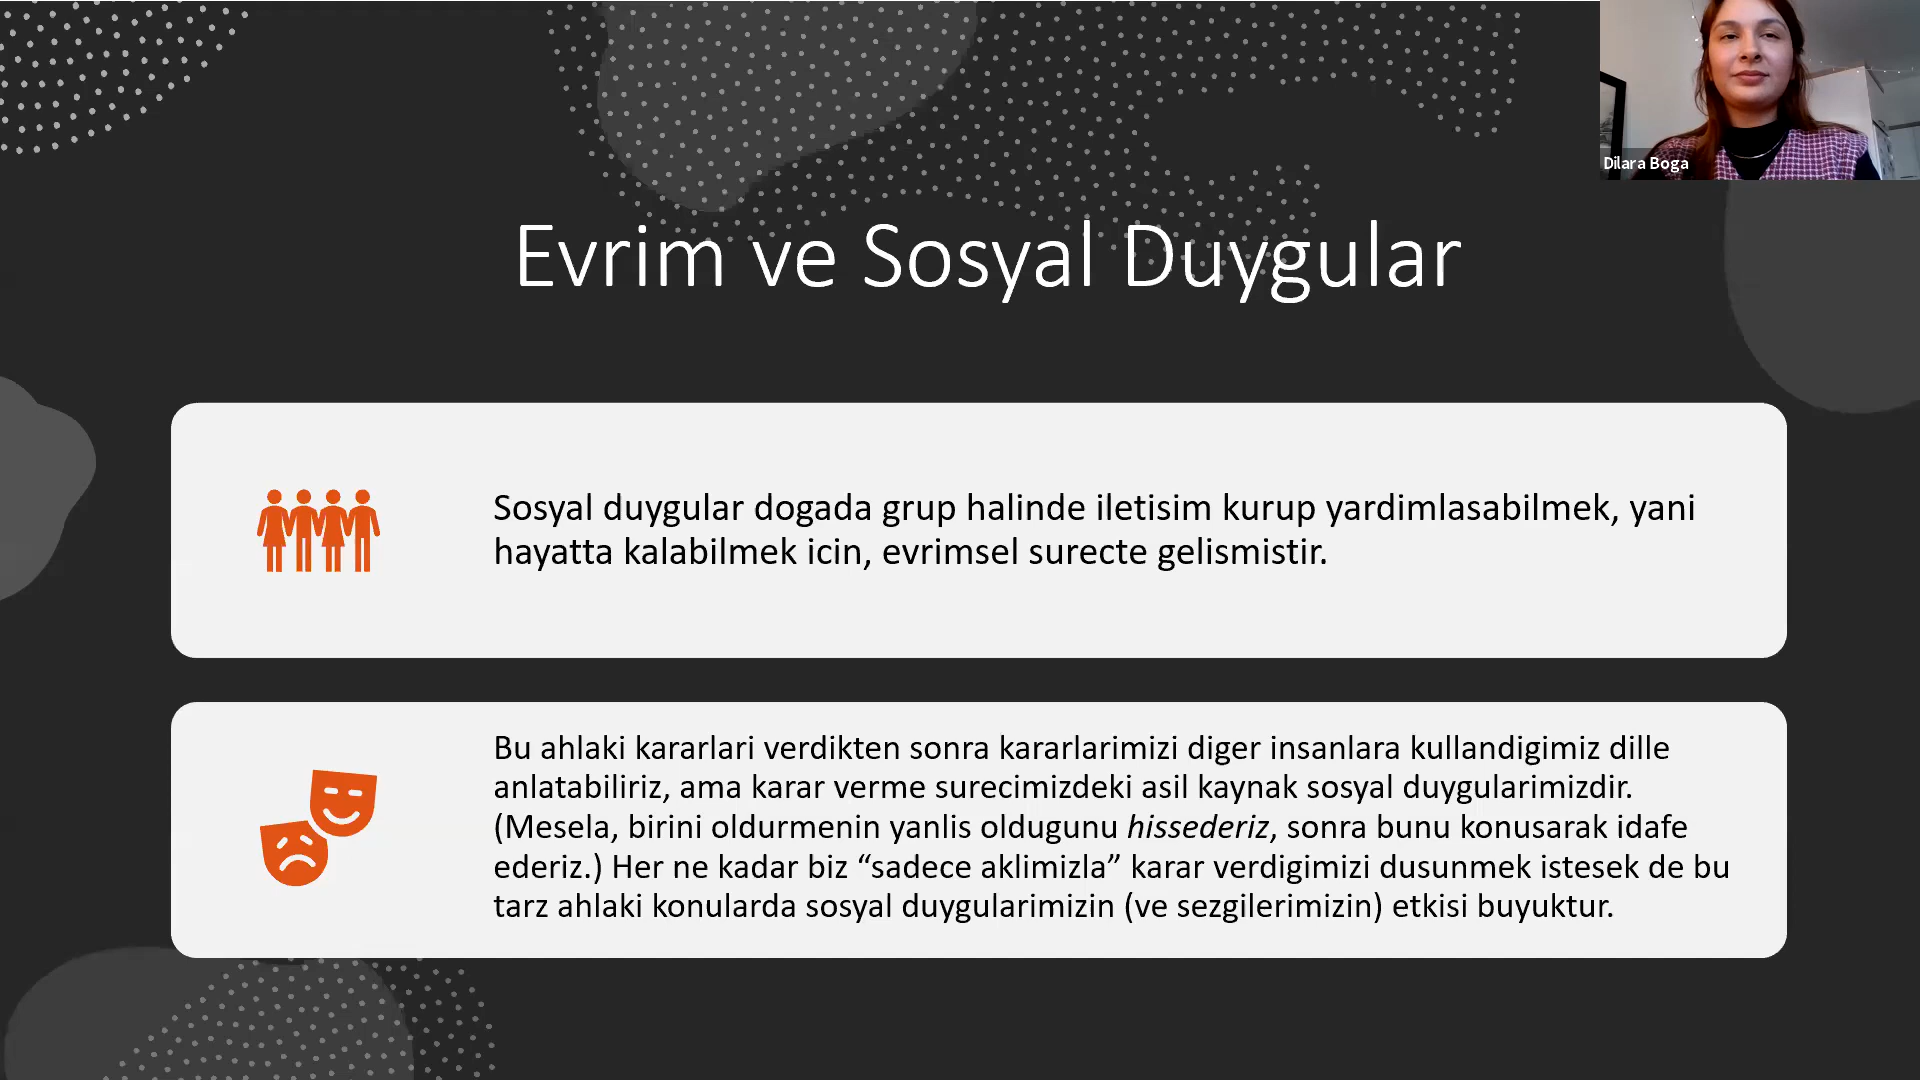 Dilara Boga
Evrim ve Sosyal Duygular
Sosyal duygular dogada grup halinde iletisim kurup yardimlasabilmek, yani
hayatta kalabilmek icin, evrimsel surecte gelismistir.
Bu ahlaki kararlari verdikten sonra kararlarimizi diger insanlara kullandigimiz dille
anlatabiliriz, ama karar verme surecimizdeki asil kaynak sosyal duygularimizdir.
(Mesela, birini oldurmenin yanlis oldugunu hissederiz, sonra bunu konusarak idafe
ederiz.) Her ne kadar biz “sadece aklimizla” karar verdigimizi dusunmek istesek de bu
tarz ahlaki konularda sosyal duygularimizin (ve sezgilerimizin) etkisi buyuktur.